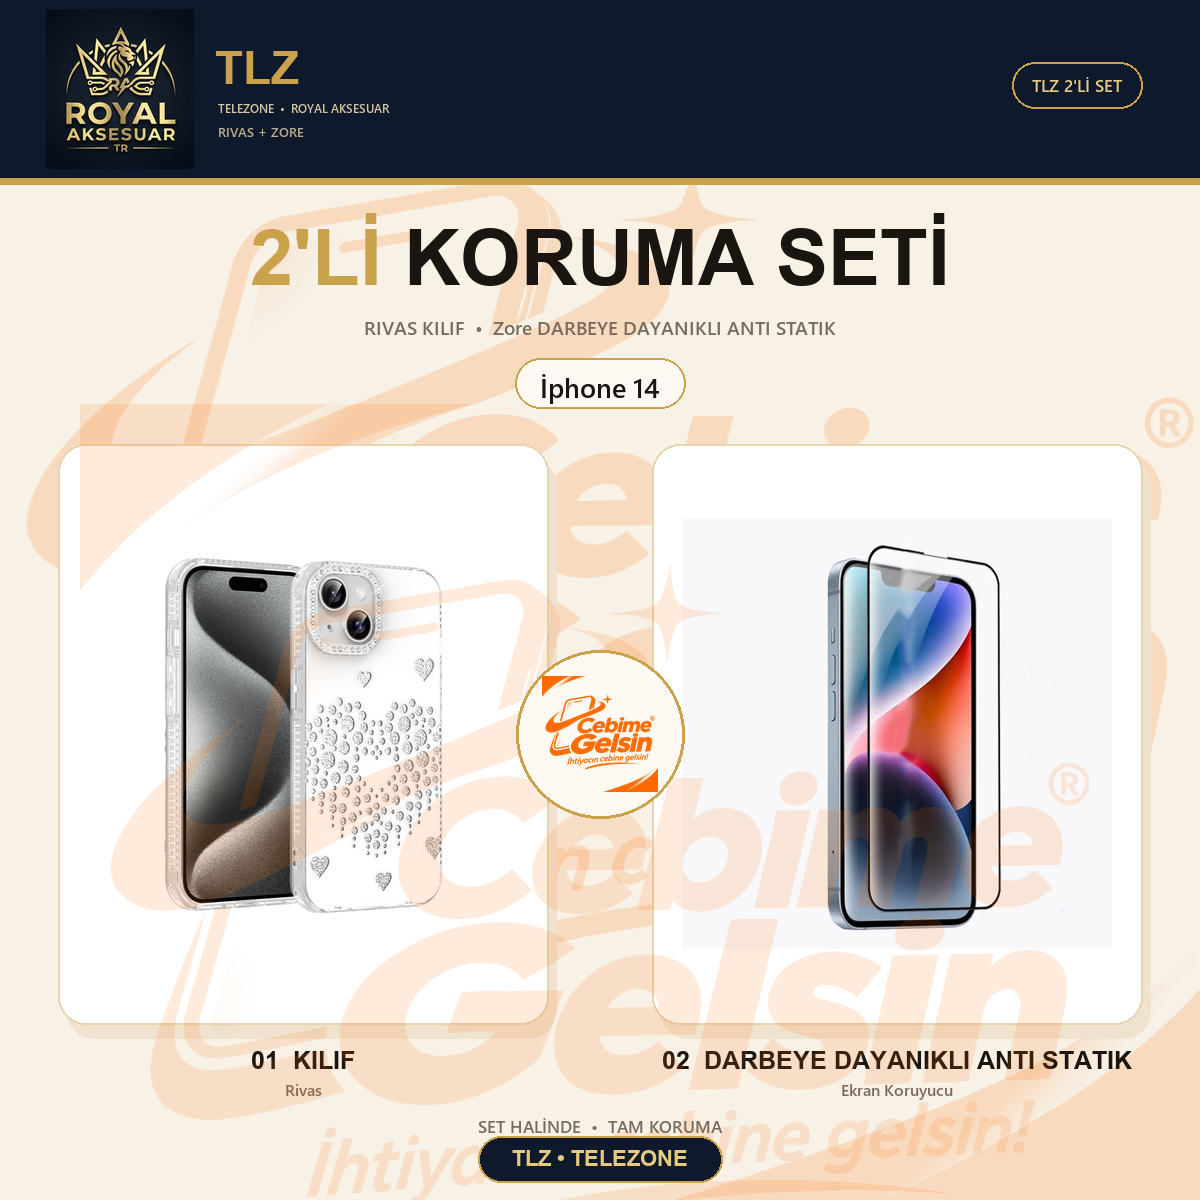 ROYAL
AKSESUAR
TR
TLZ
TELEZONE • ROYAL AKSESUAR
RIVAS + ZORE
TLZ 2'Lİ SET
2'Lİ KORUMA SETİ
RIVAS KILIF • Zore DARBEYE DAYANIKLI ANTI STATIK
İphone 14
Cebime®
Gelsin
İhtiyacın cebine gelsin!
Cebime®
Gelsin
01 KILIF
Rivas
02 DARBEYE DAYANIKLI ANTI STATIK
Ekran Koruyucu
SET HALİNDE • TAM KORUMA
TLZ • TELEZONE